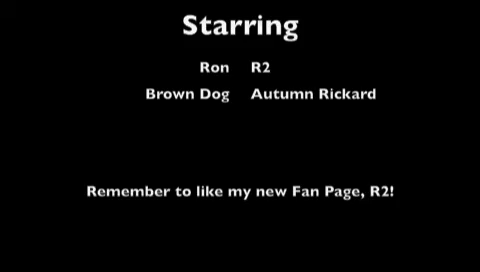 Starring
Ron R2
Brown Dog Autumn Rickard
Remember to like my new Fan Page, R2!